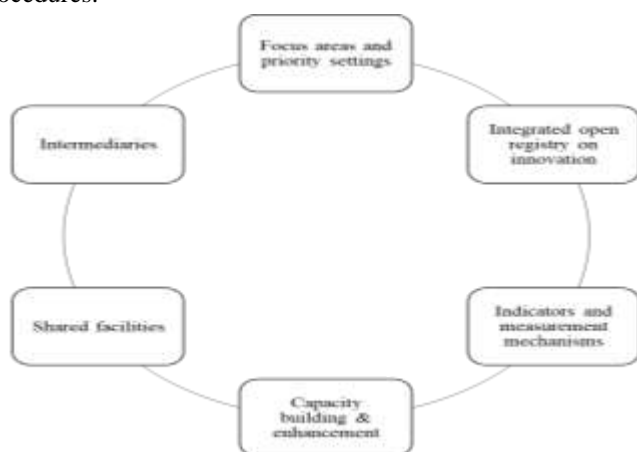 Focus areas and
priority settings
Integrated open
registry on
innovation
Indicators and
measurement
mechanisms
Capacity
building &
enhancement
Shared facilities
Intermediaries